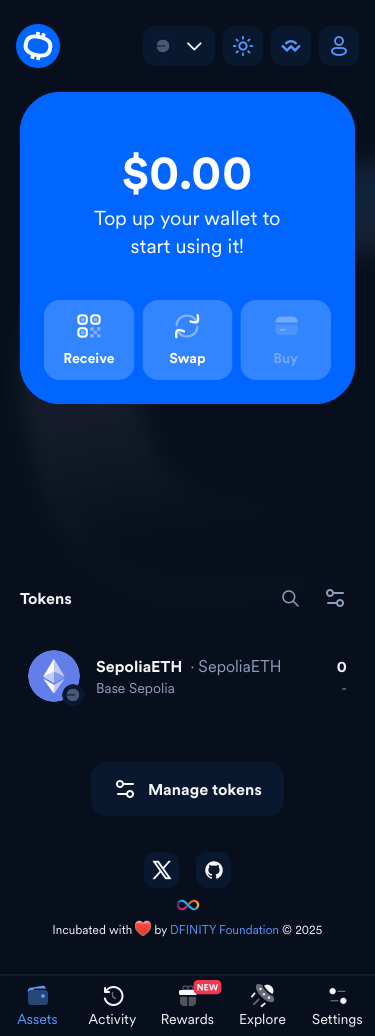 $0.00
Top up your wallet to
start using it!
Receive Swap Buy
Tokens
SepoliaETH · SepoliaETH 0
Base Sepolia -
Manage tokens
Incubated with ❤️ by DFINITY Foundation © 2025
NEW
Assets Activity Rewards Explore Settings